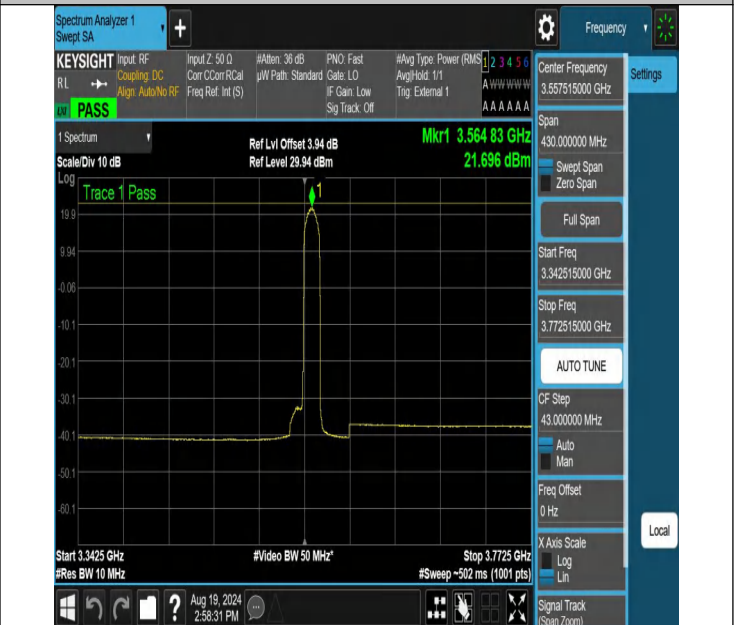 Spectrum Analyzer 1
Swept SA
+
Frequency
KEYSIGHT
RL
PASS
Input: RF
Coupling: DC
Align: Auto/No RF
Input Z: 50 Ω
Corr CCorr RCal
Freq Ref: Int (S)
#Atten: 36 dB
µW Path: Standard
PNO: Fast
Gate: LO
IF Gain: Low
Sig Track: Off
#Avg Type: Power (RMS
Avg|Hold: 1/1
Trig: External 1
1 2 3 4 5 6
A W W W W W
A A A A A A
1 Spectrum
Scale/Div 10 dB
Log
Ref Lvl Offset 3.94 dB
Ref Level 29.94 dBm
Mkr1 3.564 83 GHz
21.696 dBm
Trace 1 Pass
1
19.9
9.94
-0.06
-10.1
-20.1
-30.1
-40.1
-50.1
-60.1
Start 3.3425 GHz
#Res BW 10 MHz
#Video BW 50 MHz*
Stop 3.7725 GHz
#Sweep ~502 ms (1001 pts)
Center Frequency
3.557515000 GHz
Settings
Span
430.000000 MHz
Swept Span
Zero Span
Full Span
Start Freq
3.342515000 GHz
Stop Freq
3.772515000 GHz
AUTO TUNE
CF Step
43.000000 MHz
Auto
Man
Freq Offset
0 Hz
X Axis Scale
Log
Lin
Local
Signal Track
(Span Zoom)
?
Aug 19, 2024
2:58:31 PM